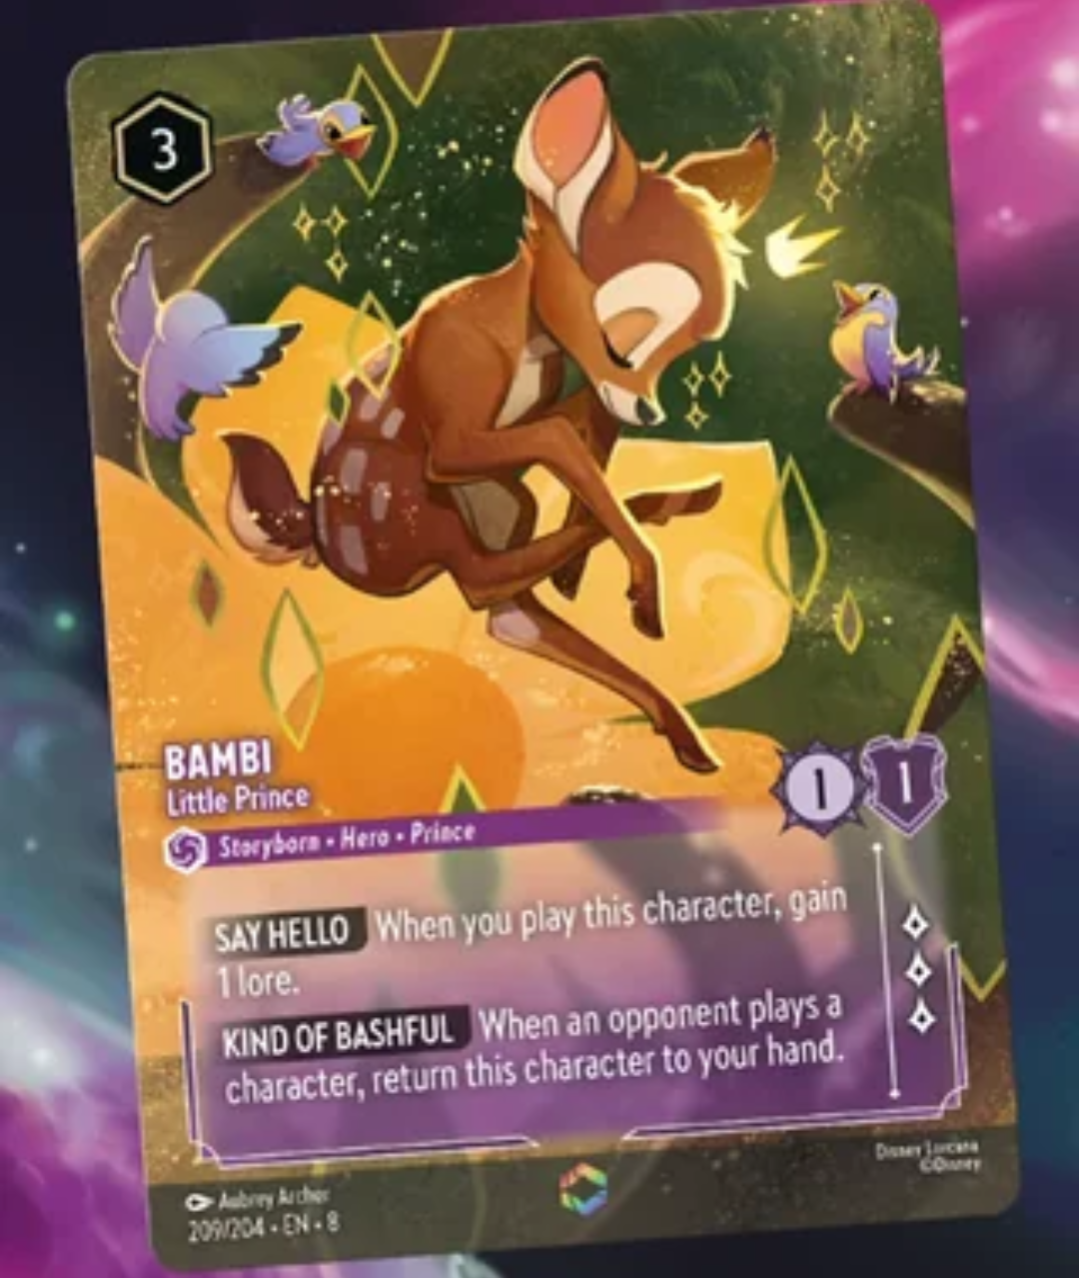 3
BAMBI
Little Prince
1 1
Storyborn • Hero • Prince
SAY HELLO When you play this character, gain
1 lore.
KIND OF BASHFUL When an opponent plays a
character, return this character to your hand.
Disney Lorcana
©Disney
Aubrey Archer
209/204 • EN • 8